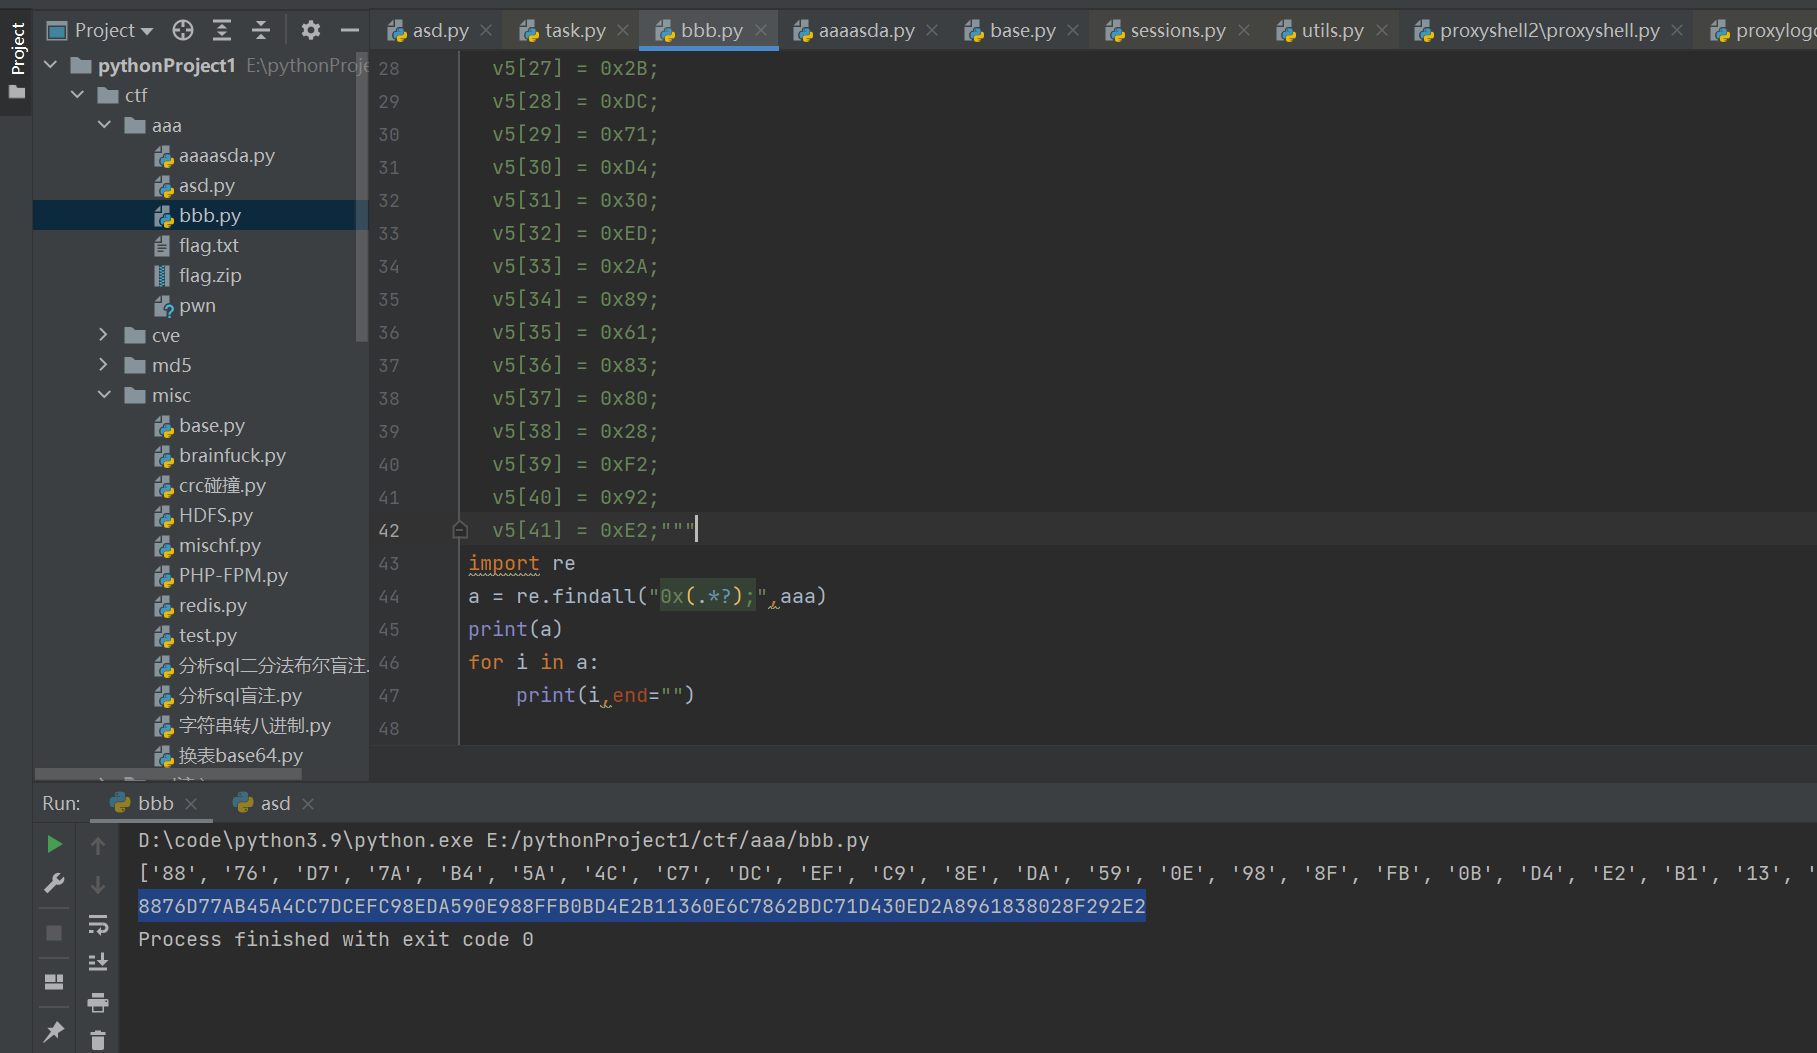 Project
Project
asd.py
task.py
bbb.py
aaaasda.py
base.py
sessions.py
utils.py
proxyshell2\proxyshell.py
proxylogo
pythonProject1 E:\pythonProje
ctf
aaa
aaaasda.py
asd.py
bbb.py
flag.txt
flag.zip
pwn
cve
md5
misc
base.py
brainfuck.py
crc碰撞.py
HDFS.py
mischf.py
PHP-FPM.py
redis.py
test.py
分析sql二分法布尔盲注.
分析sql盲注.py
字符串转八进制.py
换表base64.py
28 v5[27] = 0x2B;
29 v5[28] = 0xDC;
30 v5[29] = 0x71;
31 v5[30] = 0xD4;
32 v5[31] = 0x30;
33 v5[32] = 0xED;
34 v5[33] = 0x2A;
35 v5[34] = 0x89;
36 v5[35] = 0x61;
37 v5[36] = 0x83;
38 v5[37] = 0x80;
39 v5[38] = 0x28;
40 v5[39] = 0xF2;
41 v5[40] = 0x92;
42 v5[41] = 0xE2;"""
43 import re
44 a = re.findall("0x(.*?);",aaa)
45 print(a)
46 for i in a:
47 print(i,end="")
48
Run:
bbb
asd
D:\code\python3.9\python.exe E:/pythonProject1/ctf/aaa/bbb.py
['88', '76', 'D7', '7A', 'B4', '5A', '4C', 'C7', 'DC', 'EF', 'C9', '8E', 'DA', '59', '0E', '98', '8F', 'FB', '0B', 'D4', 'E2', 'B1', '13', '
8876D77AB45A4CC7DCEFC98EDA590E988FFB0BD4E2B11360E6C7862BDC71D430ED2A8961838028F292E2
Process finished with exit code 0